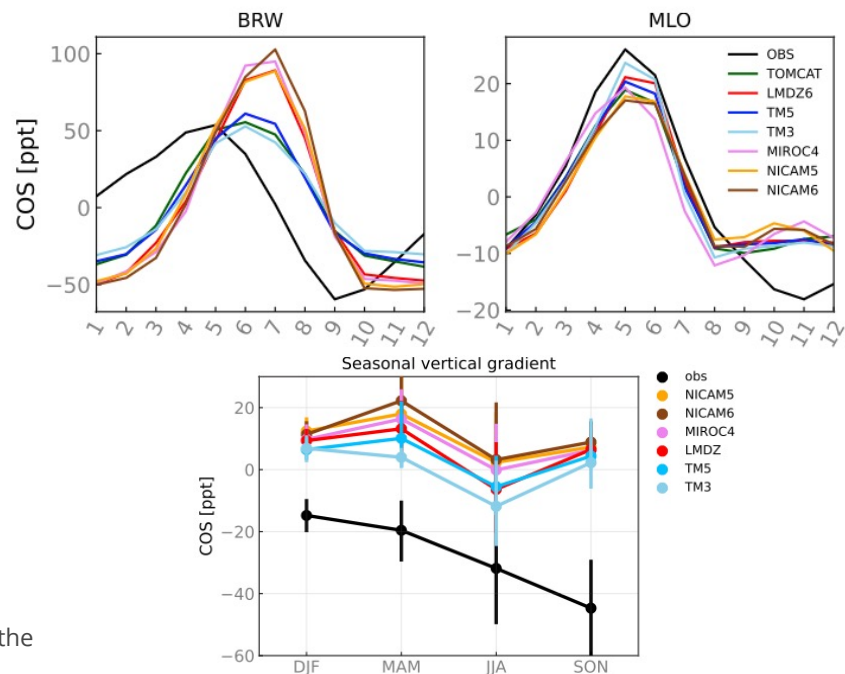 BRW
MLO
COS [ppt]
100
50
0
−50
1 2 3 4 5 6 7 8 9 10 11 12
20
10
0
−10
−20
1 2 3 4 5 6 7 8 9 10 11 12
OBS
TOMCAT
LMDZ6
TM5
TM3
MIROC4
NICAM5
NICAM6
Seasonal vertical gradient
COS [ppt]
20
0
−20
−40
−60
DJF MAM JJA SON
obs
NICAM5
NICAM6
MIROC4
LMDZ
TM5
TM3
the